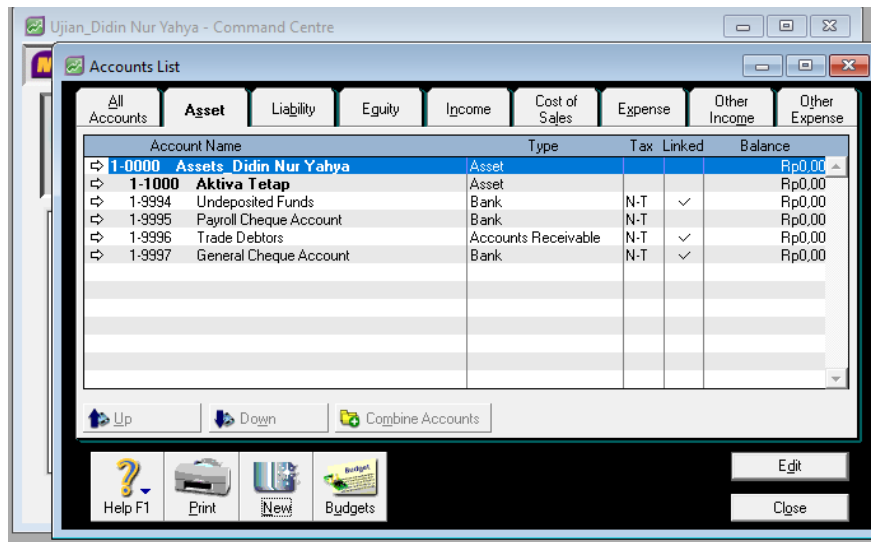 Ujian_Didin Nur Yahya - Command Centre
Accounts List
All Accounts Asset Liability Equity Income Cost of Sales Expense Other Income Other Expense
Account Name Type Tax Linked Balance
1-0000 Assets_Didin Nur Yahya Asset Rp0,00
1-1000 Aktiva Tetap Asset Rp0,00
1-9994 Undeposited Funds Bank N-T Rp0,00
1-9995 Payroll Cheque Account Bank N-T Rp0,00
1-9996 Trade Debtors Accounts Receivable N-T Rp0,00
1-9997 General Cheque Account Bank N-T Rp0,00
Up Down Combine Accounts
Budget
Edit
Help F1 Print New Budgets
Close